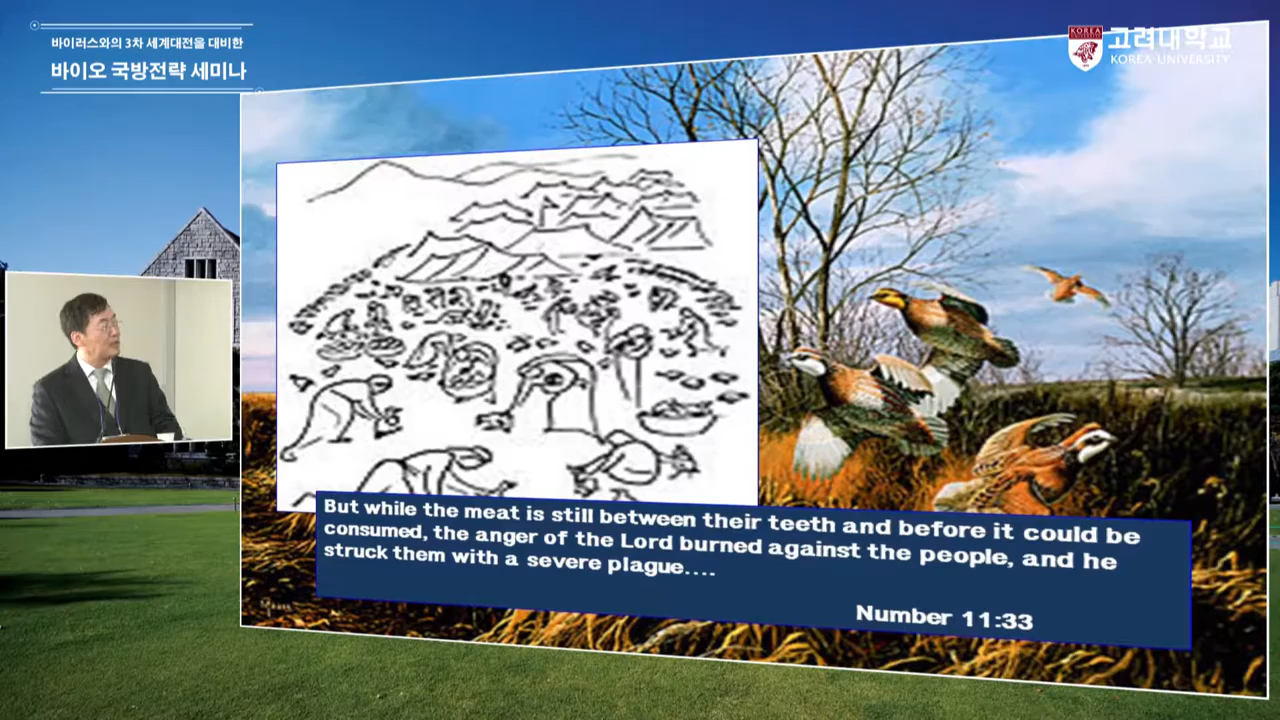 바이러스와의 3차 세계대전을 대비한
바이오 국방전략 세미나
KOREA
고려대학교
KOREA UNIVERSITY
But while the meat is still between their teeth and before it could be
consumed, the anger of the Lord burned against the people, and he
struck them with a severe plague....
Number 11:33